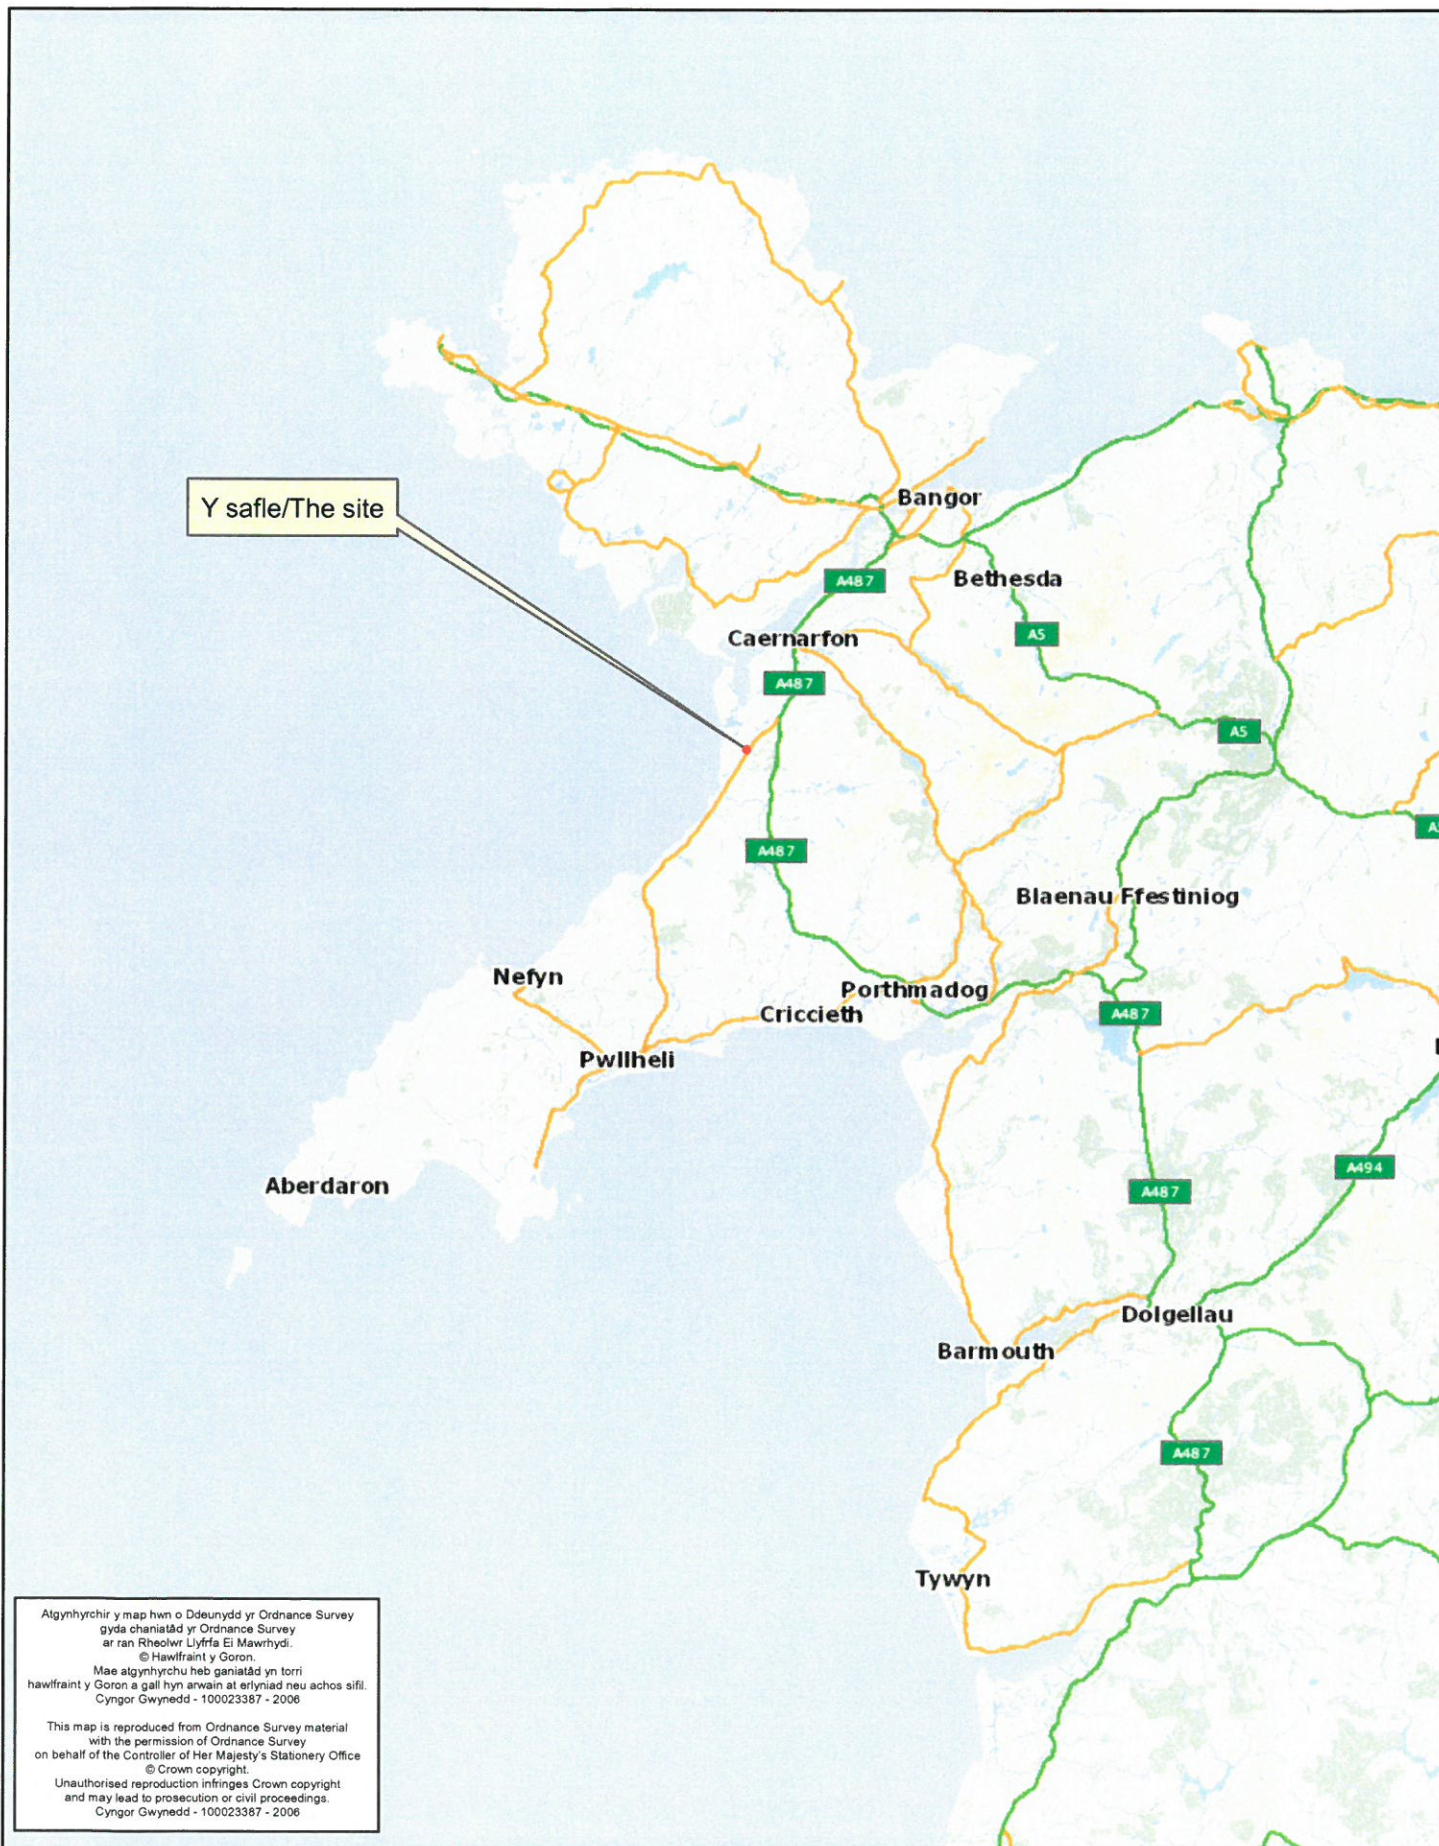 Y safle/The site
Bangor
A487
Bethesda
Caernarfon
A5
A487
A5
A487
Blaenau Ffestiniog
Nefyn
Porthmadog
Criccieth
A487
Pwllheli
Aberdaron
A494
A487
Dolgellau
Barmouth
A487
Tywyn
Atgynhyrchir y map hwn o Ddeunydd yr Ordnance Survey
gyda chaniatâd yr Ordnance Survey
ar ran Rheolwr Llyfrfa Ei Mawrhydi.
© Hawlfraint y Goron.
Mae atgynhyrchu heb ganiatâd yn torri
hawlfraint y Goron a gall hyn arwain at erlyniad neu achos sifil.
Cyngor Gwynedd - 100023387 - 2006
This map is reproduced from Ordnance Survey material
with the permission of Ordnance Survey
on behalf of the Controller of Her Majesty's Stationery Office
© Crown copyright.
Unauthorised reproduction infringes Crown copyright
and may lead to prosecution or civil proceedings.
Cyngor Gwynedd - 100023387 - 2006